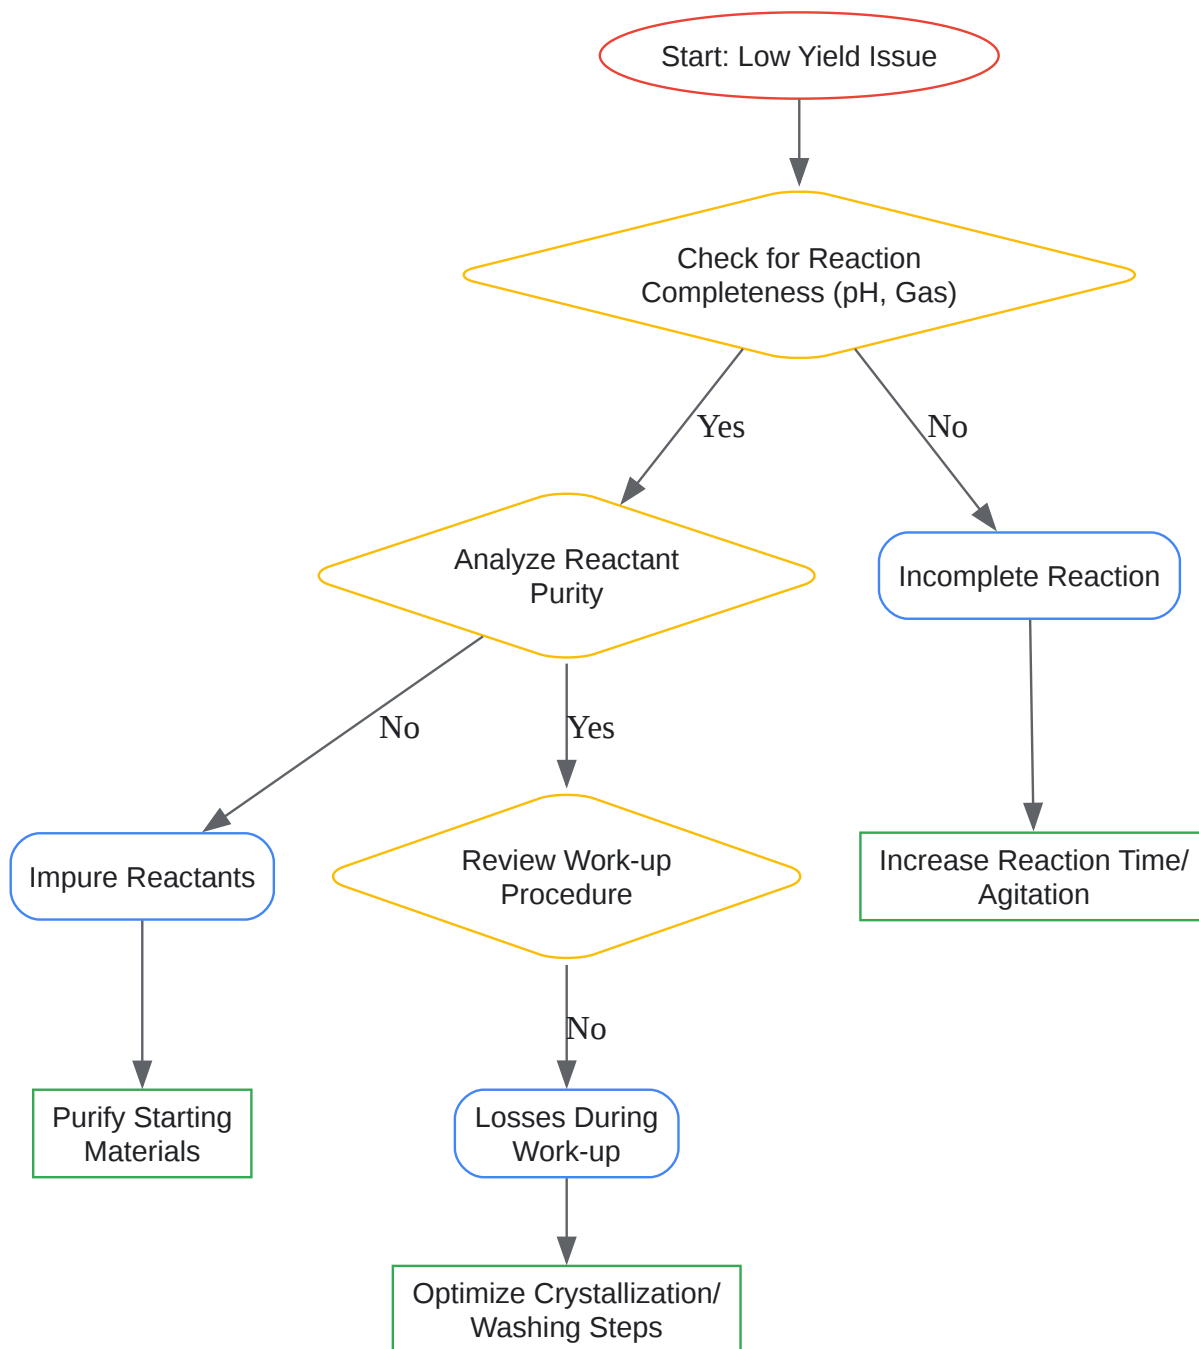 Start: Low Yield Issue
Check for Reaction
Completeness (pH, Gas)
Yes
No
Analyze Reactant
Purity
Incomplete Reaction
No
Yes
Impure Reactants
Review Work-up
Procedure
Increase Reaction Time/
Agitation
No
Purify Starting
Materials
Losses During
Work-up
Optimize Crystallization/
Washing Steps